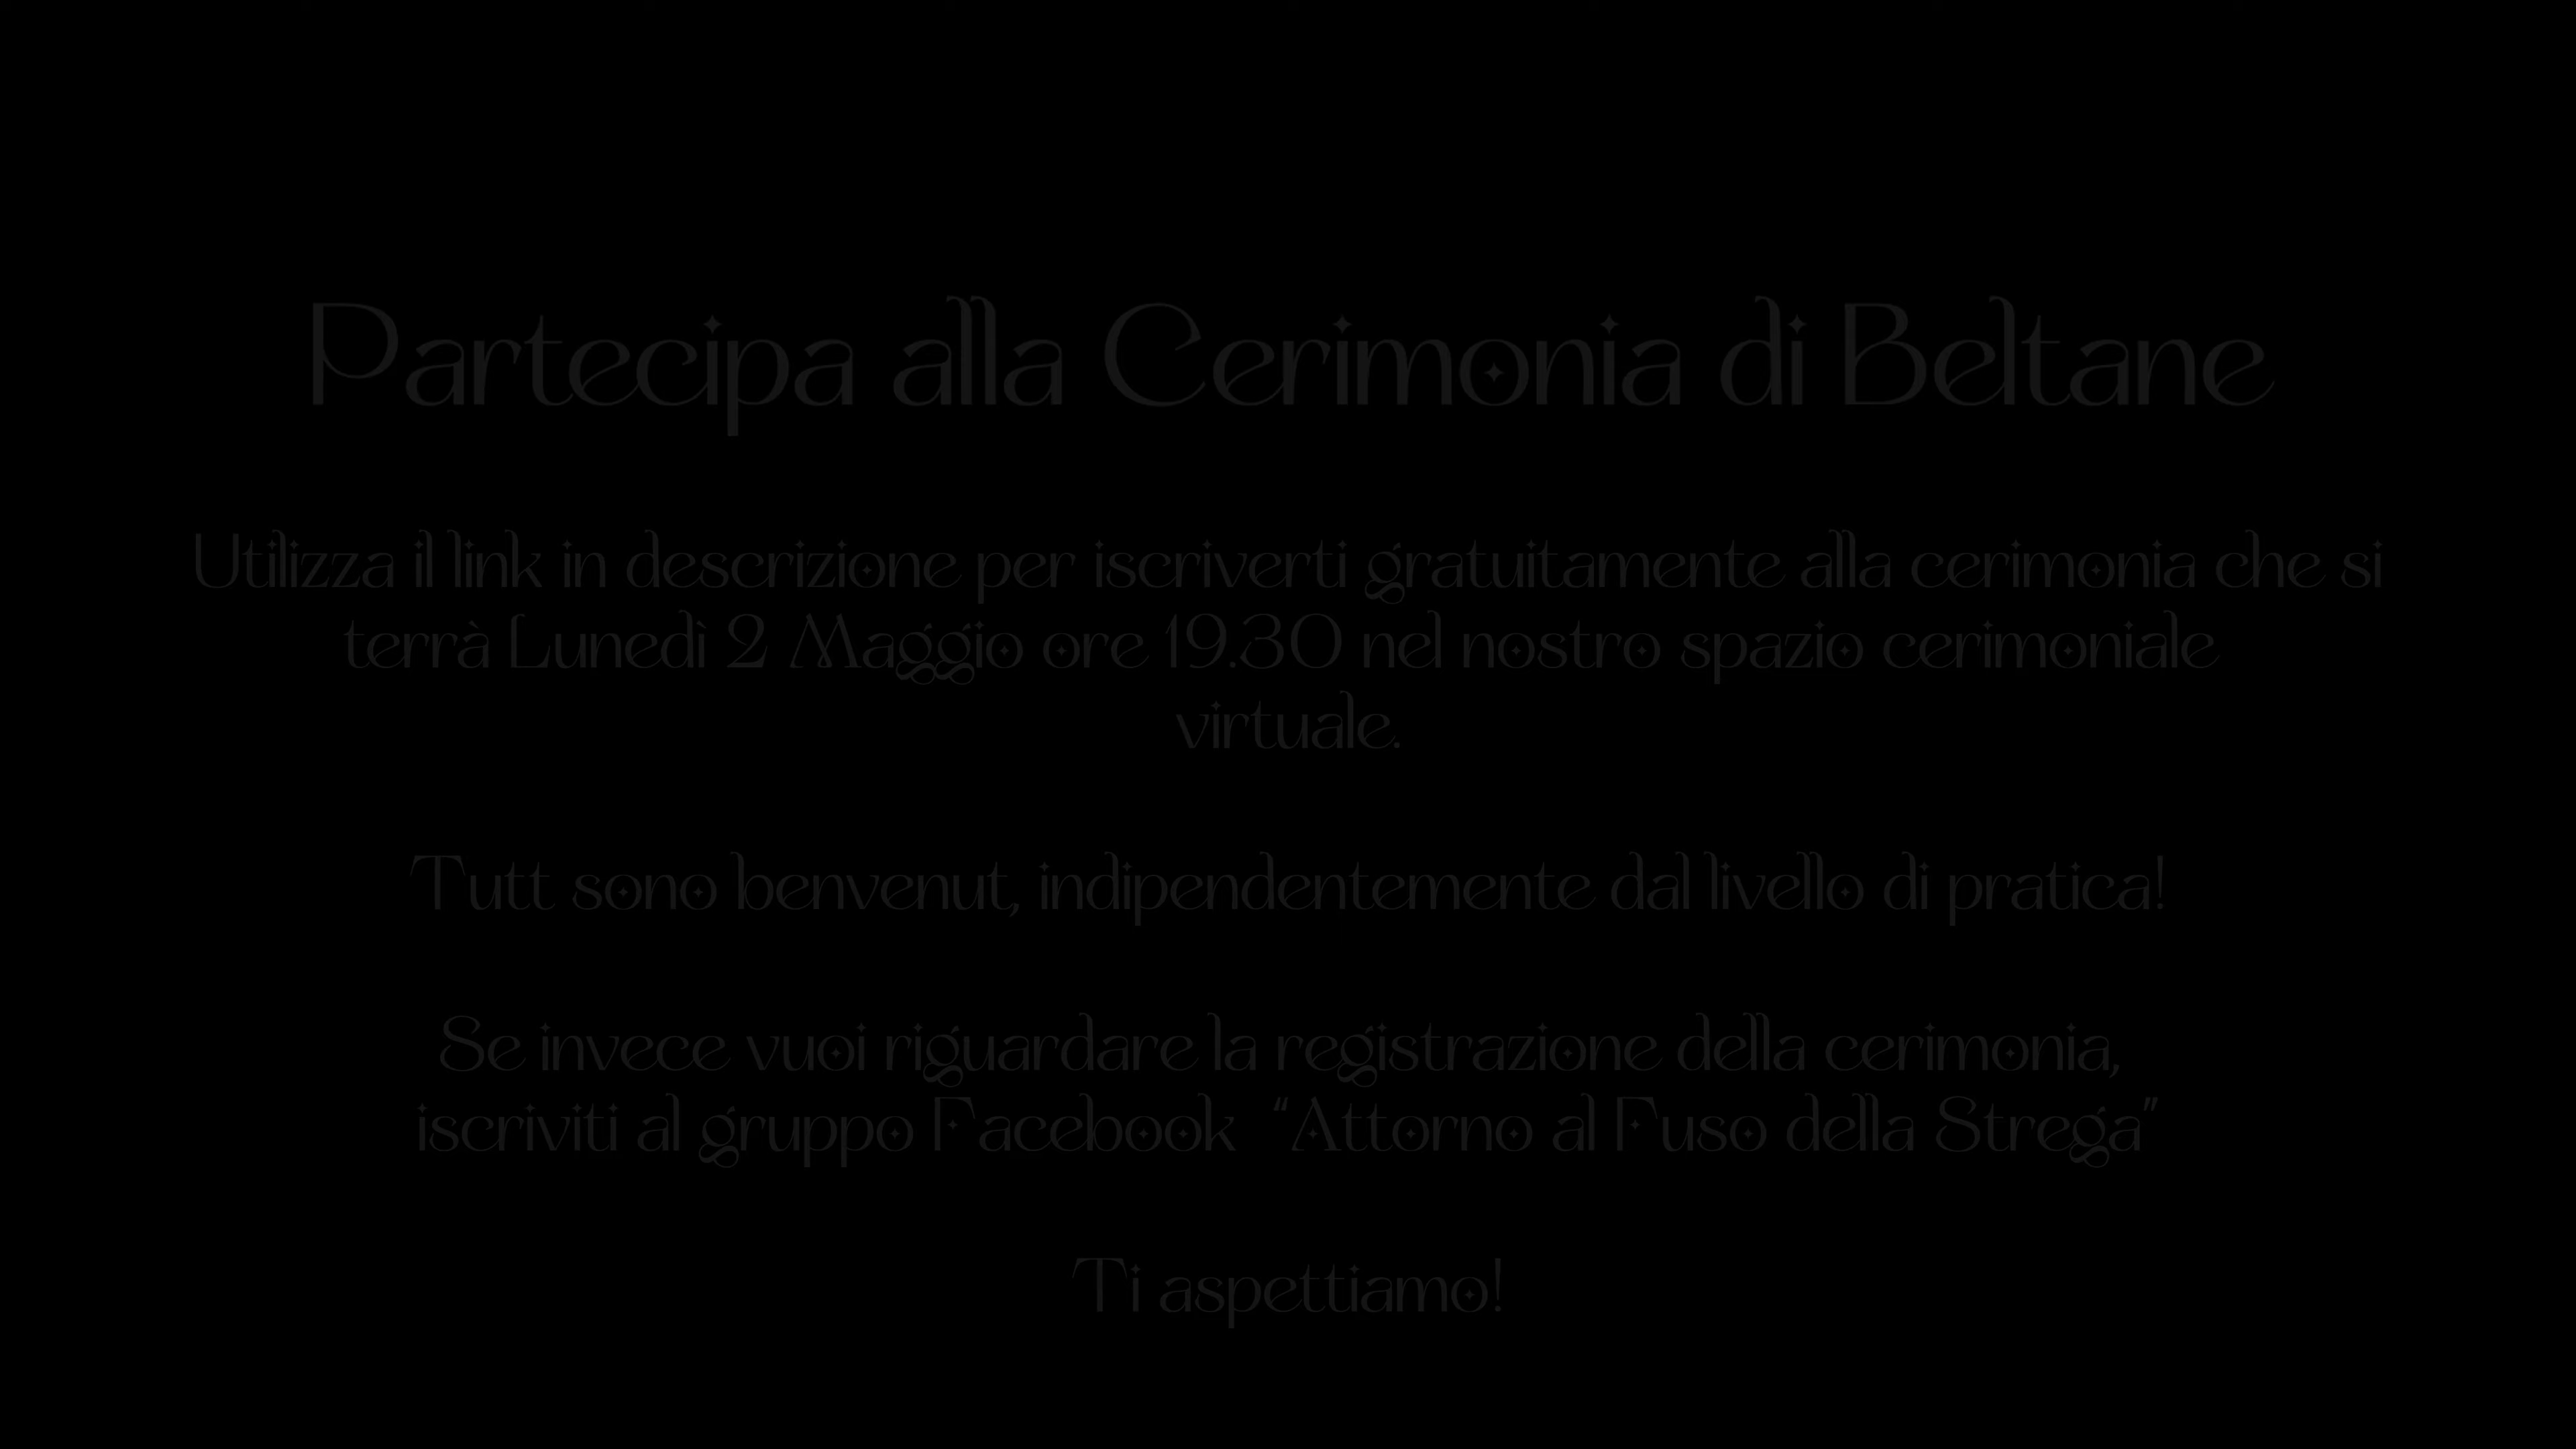 Partecipa alla Cerimonia di Beltane
Utilizza il link in descrizione per iscriverti gratuitamente alla cerimonia che si
terrà Lunedì 2 Maggio ore 19.30 nel nostro spazio cerimoniale
virtuale.
Tutt sono benvenut, indipendentemente dal livello di pratica!
Se invece vuoi riguardare la registrazione della cerimonia,
iscriviti al gruppo Facebook "Attorno al Fuso della Strega"
Ti aspettiamo!